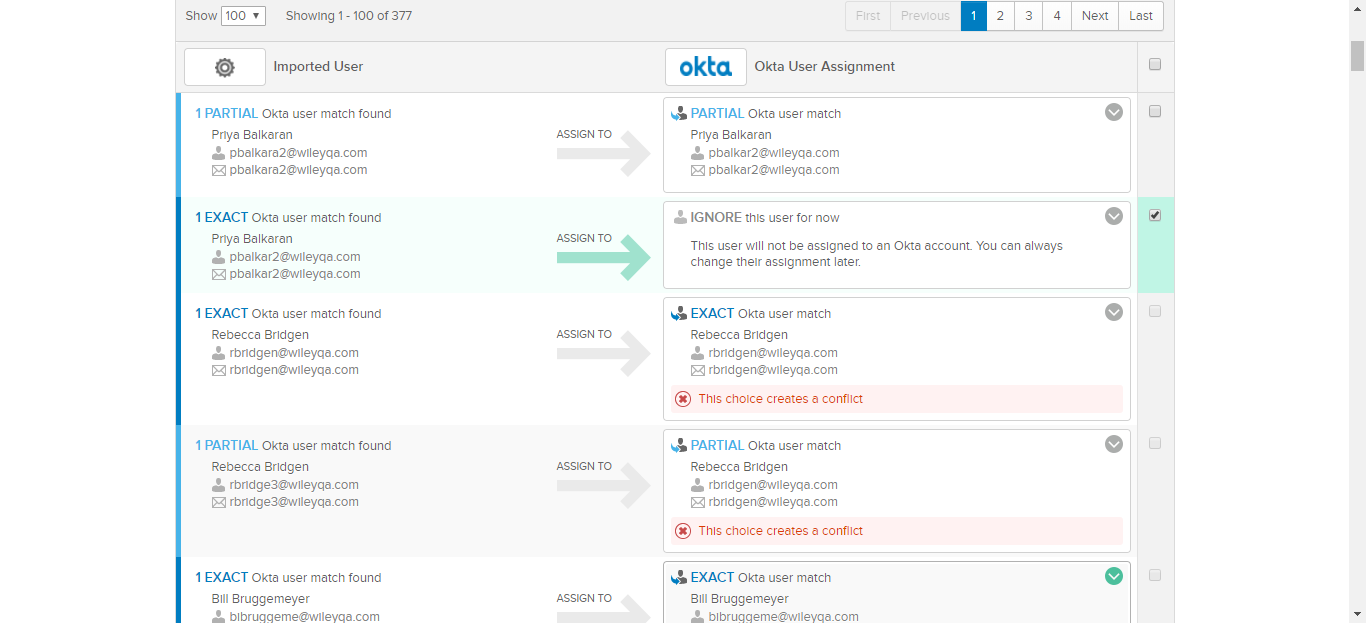 Show 100 ▼ Showing 1 - 100 of 377 First Previous 1 2 3 4 Next Last
Imported User okta Okta User Assignment
1 PARTIAL Okta user match found
Priya Balkaran
pbalkara2@wileyqa.com
pbalkara2@wileyqa.com
ASSIGN TO
PARTIAL Okta user match
Priya Balkaran
pbalkar2@wileyqa.com
pbalkar2@wileyqa.com
1 EXACT Okta user match found
Priya Balkaran
pbalkar2@wileyqa.com
pbalkar2@wileyqa.com
ASSIGN TO
IGNORE this user for now
This user will not be assigned to an Okta account. You can always
change their assignment later.
1 EXACT Okta user match found
Rebecca Bridgen
rbridgen@wileyqa.com
rbridgen@wileyqa.com
ASSIGN TO
EXACT Okta user match
Rebecca Bridgen
rbridgen@wileyqa.com
rbridgen@wileyqa.com
This choice creates a conflict
1 PARTIAL Okta user match found
Rebecca Bridgen
rbridge3@wileyqa.com
rbridge3@wileyqa.com
ASSIGN TO
PARTIAL Okta user match
Rebecca Bridgen
rbridgen@wileyqa.com
rbridgen@wileyqa.com
This choice creates a conflict
1 EXACT Okta user match found
Bill Bruggemeyer
bibruggeme@wileyqa.com
ASSIGN TO
EXACT Okta user match
Bill Bruggemeyer
bibruggeme@wileyqa.com